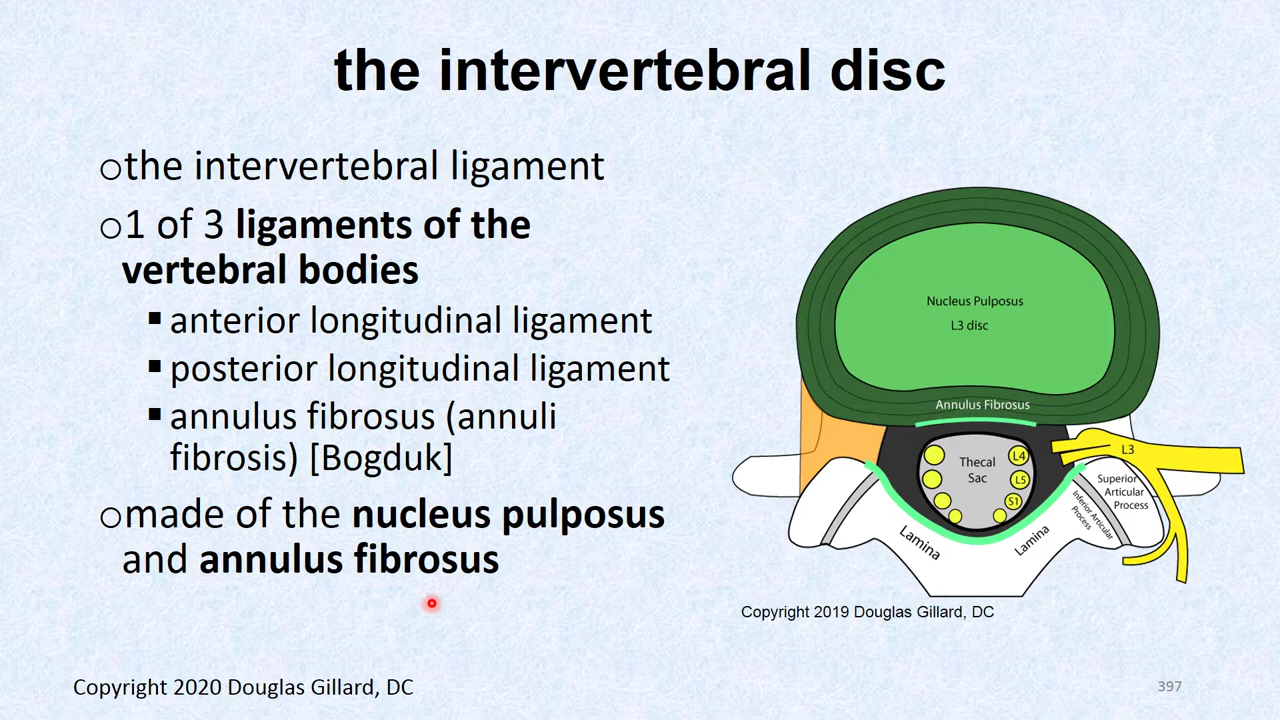 the intervertebral disc
○the intervertebral ligament
○1 of 3 ligaments of the
vertebral bodies
▪ anterior longitudinal ligament
▪ posterior longitudinal ligament
▪ annulus fibrosus (annuli
fibrosis) [Bogduk]
○made of the nucleus pulposus
and annulus fibrosus
Nucleus Pulposus
L3 disc
Annulus Fibrosus
Thecal
Sac
L4
L5
S1
L3
Superior
Articular
Process
Inferior Articular
Process
Lamina
Lamina
Copyright 2019 Douglas Gillard, DC
Copyright 2020 Douglas Gillard, DC
397